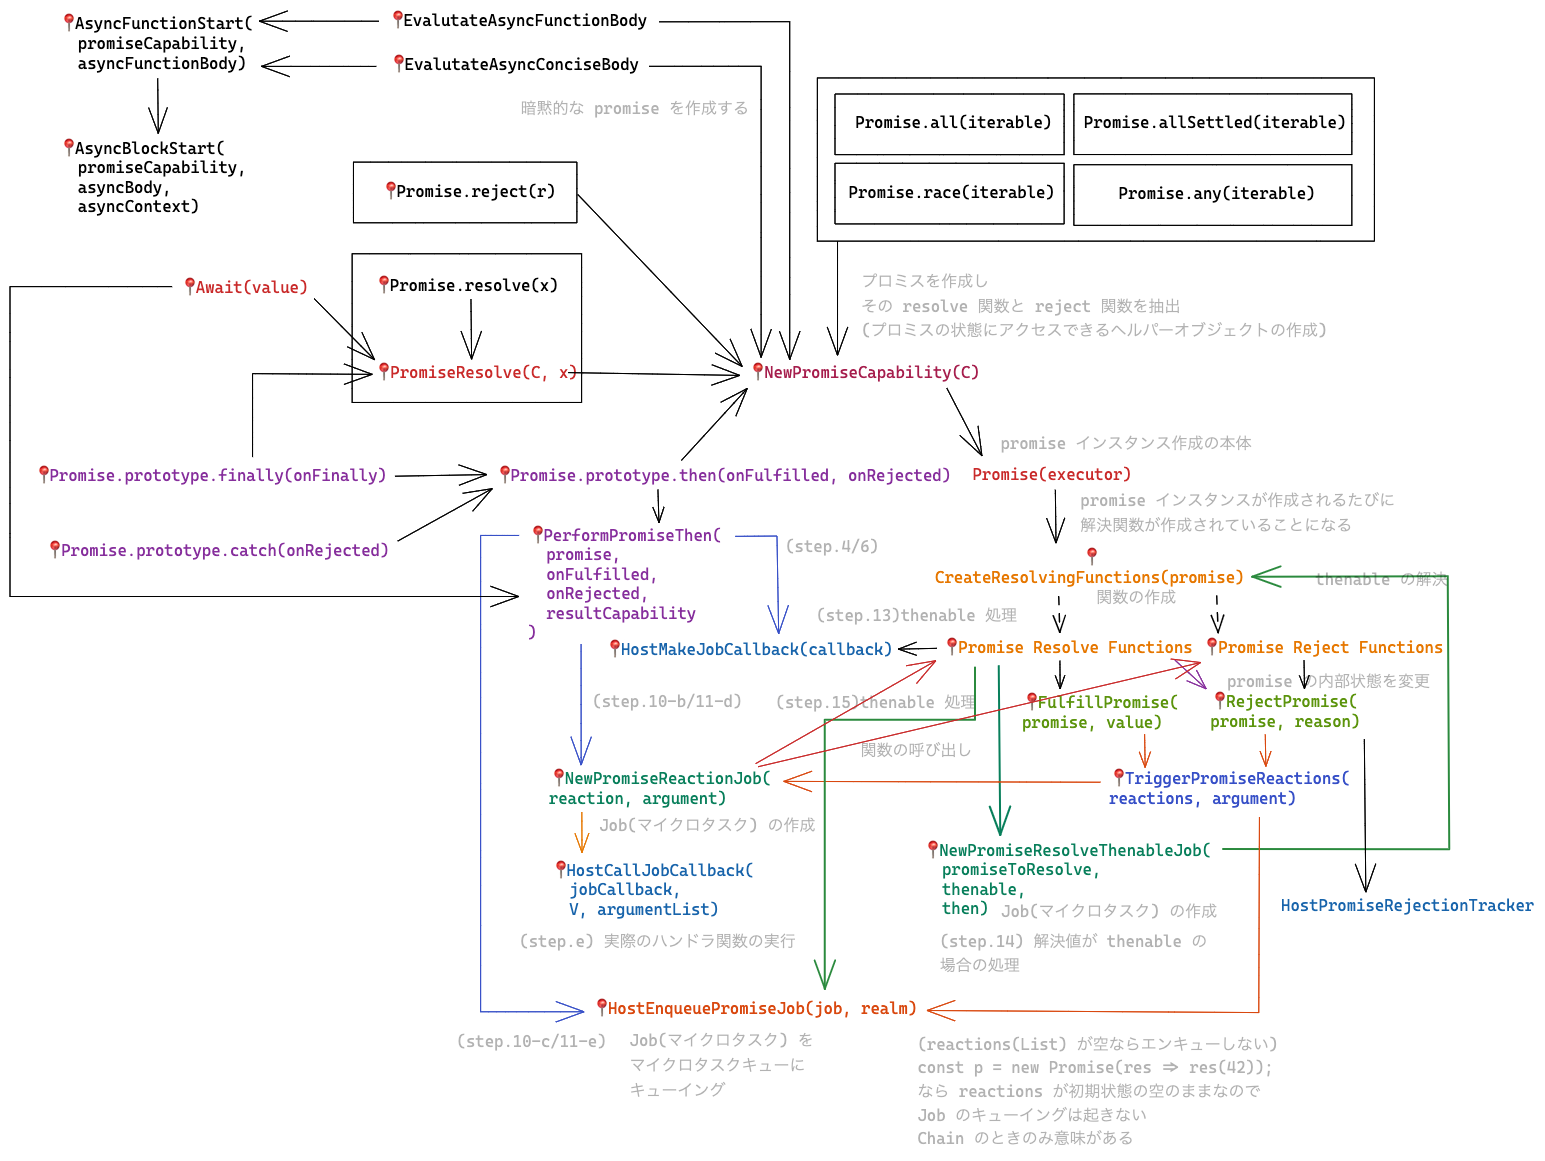 AsyncFunctionStart(
promiseCapability,
asyncFunctionBody)
EvalutateAsyncFunctionBody
EvalutateAsyncConciseBody
暗黙的な promise を作成する
AsyncBlockStart(
promiseCapability,
asyncBody,
asyncContext)
Promise.all(iterable)
Promise.allSettled(iterable)
Promise.race(iterable)
Promise.any(iterable)
Promise.reject(r)
Await(value)
Promise.resolve(x)
PromiseResolve(C, x)
プロミスを作成し
その resolve 関数と reject 関数を抽出
(プロミスの状態にアクセスできるヘルパーオブジェクトの作成)
NewPromiseCapability(C)
promise インスタンス作成の本体
Promise.prototype.finally(onFinally)
Promise.prototype.then(onFulfilled, onRejected)
Promise(executor)
promise インスタンスが作成されるたびに
解決関数が作成されていることになる
Promise.prototype.catch(onRejected)
PerformPromiseThen(
promise,
onFulfilled,
onRejected,
resultCapability
)
(step.4/6)
CreateResolvingFunctions(promise)
thenable の解決
関数の作成
(step.13)thenable 処理
HostMakeJobCallback(callback)
Promise Resolve Functions
Promise Reject Functions
promise の内部状態を変更
(step.10-b/11-d)
(step.15)thenable 処理
FulfillPromise(
promise, value)
RejectPromise(
promise, reason)
関数の呼び出し
NewPromiseReactionJob(
reaction, argument)
TriggerPromiseReactions(
reactions, argument)
Job(マイクロタスク) の作成
HostCallJobCallback(
jobCallback,
V, argumentList)
(step.e) 実際のハンドラ関数の実行
NewPromiseResolveThenableJob(
promiseToResolve,
thenable,
then)
Job(マイクロタスク) の作成
(step.14) 解決値が thenable の
場合の処理
HostPromiseRejectionTracker
HostEnqueuePromiseJob(job, realm)
(step.10-c/11-e)
Job(マイクロタスク) を
マイクロタスクキューに
キューイング
(reactions(List) が空ならエンキューしない)
const p = new Promise(res => res(42));
なら reactions が初期状態の空のままなので
Job のキューイングは起きない
Chain のときのみ意味がある